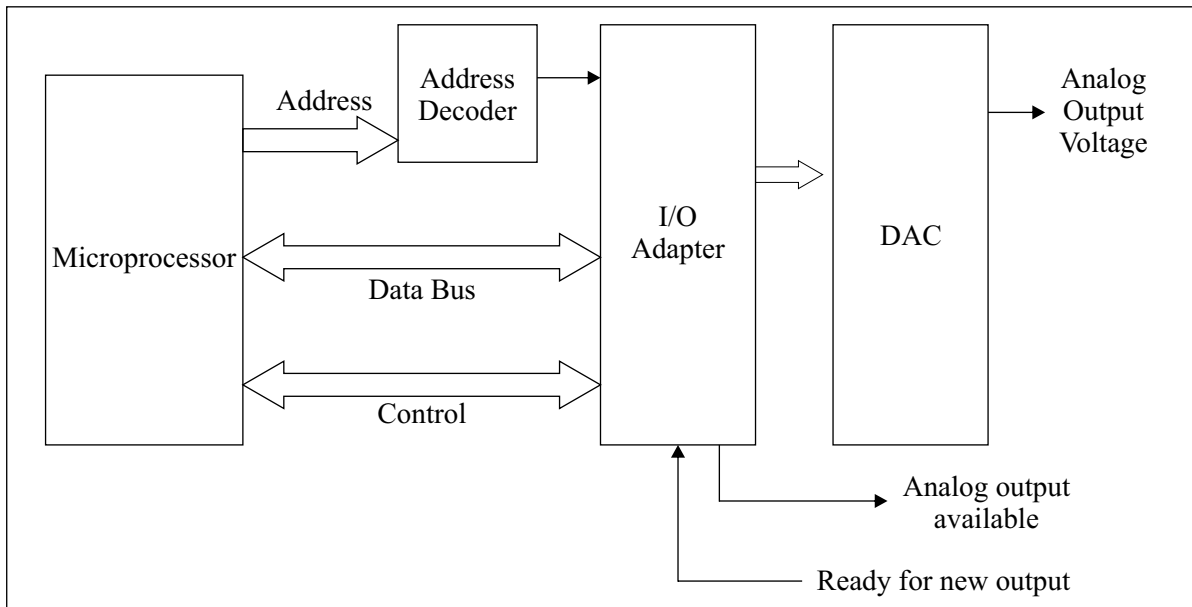 Address
Decoder
Address
Analog
Output
Voltage
Microprocessor
I/O
Adapter
DAC
Data Bus
Control
Analog output
available
Ready for new output